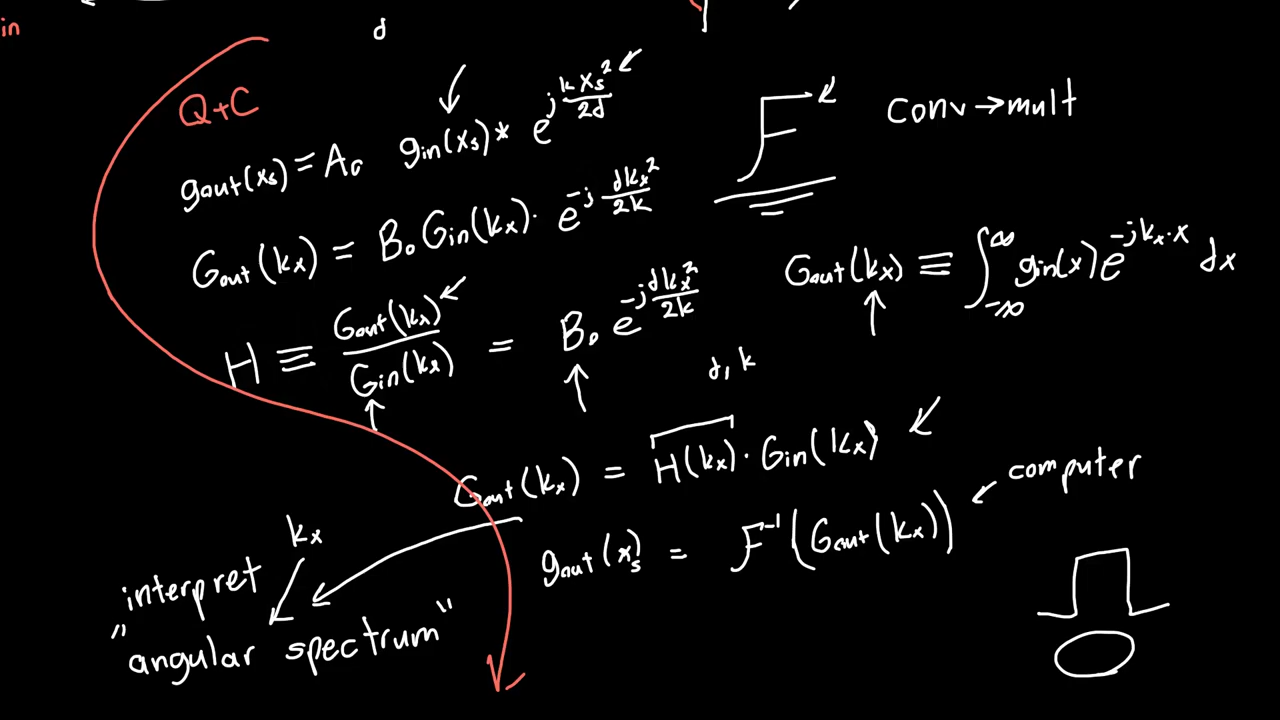 in
d
Q+C
conv → mult
F
gout(xs) = A₀ gin(xs) * e^{j kxs²/2d}
Gout(kx) = B₀ Gin(kx) · e^{-j dkx²/2k}
Gout(kx) ≡ ∫_{-∞}^{∞} gin(x) e^{-jkx·x} dx
H ≡ Gout(kx)/Gin(kx) = B₀ e^{-j dkx²/2k}
d, k
Gout(kx) = H(kx) · Gin(kx)
computer
gout(xs) = F⁻¹(Gout(kx))
kx
interpret
"angular spectrum"